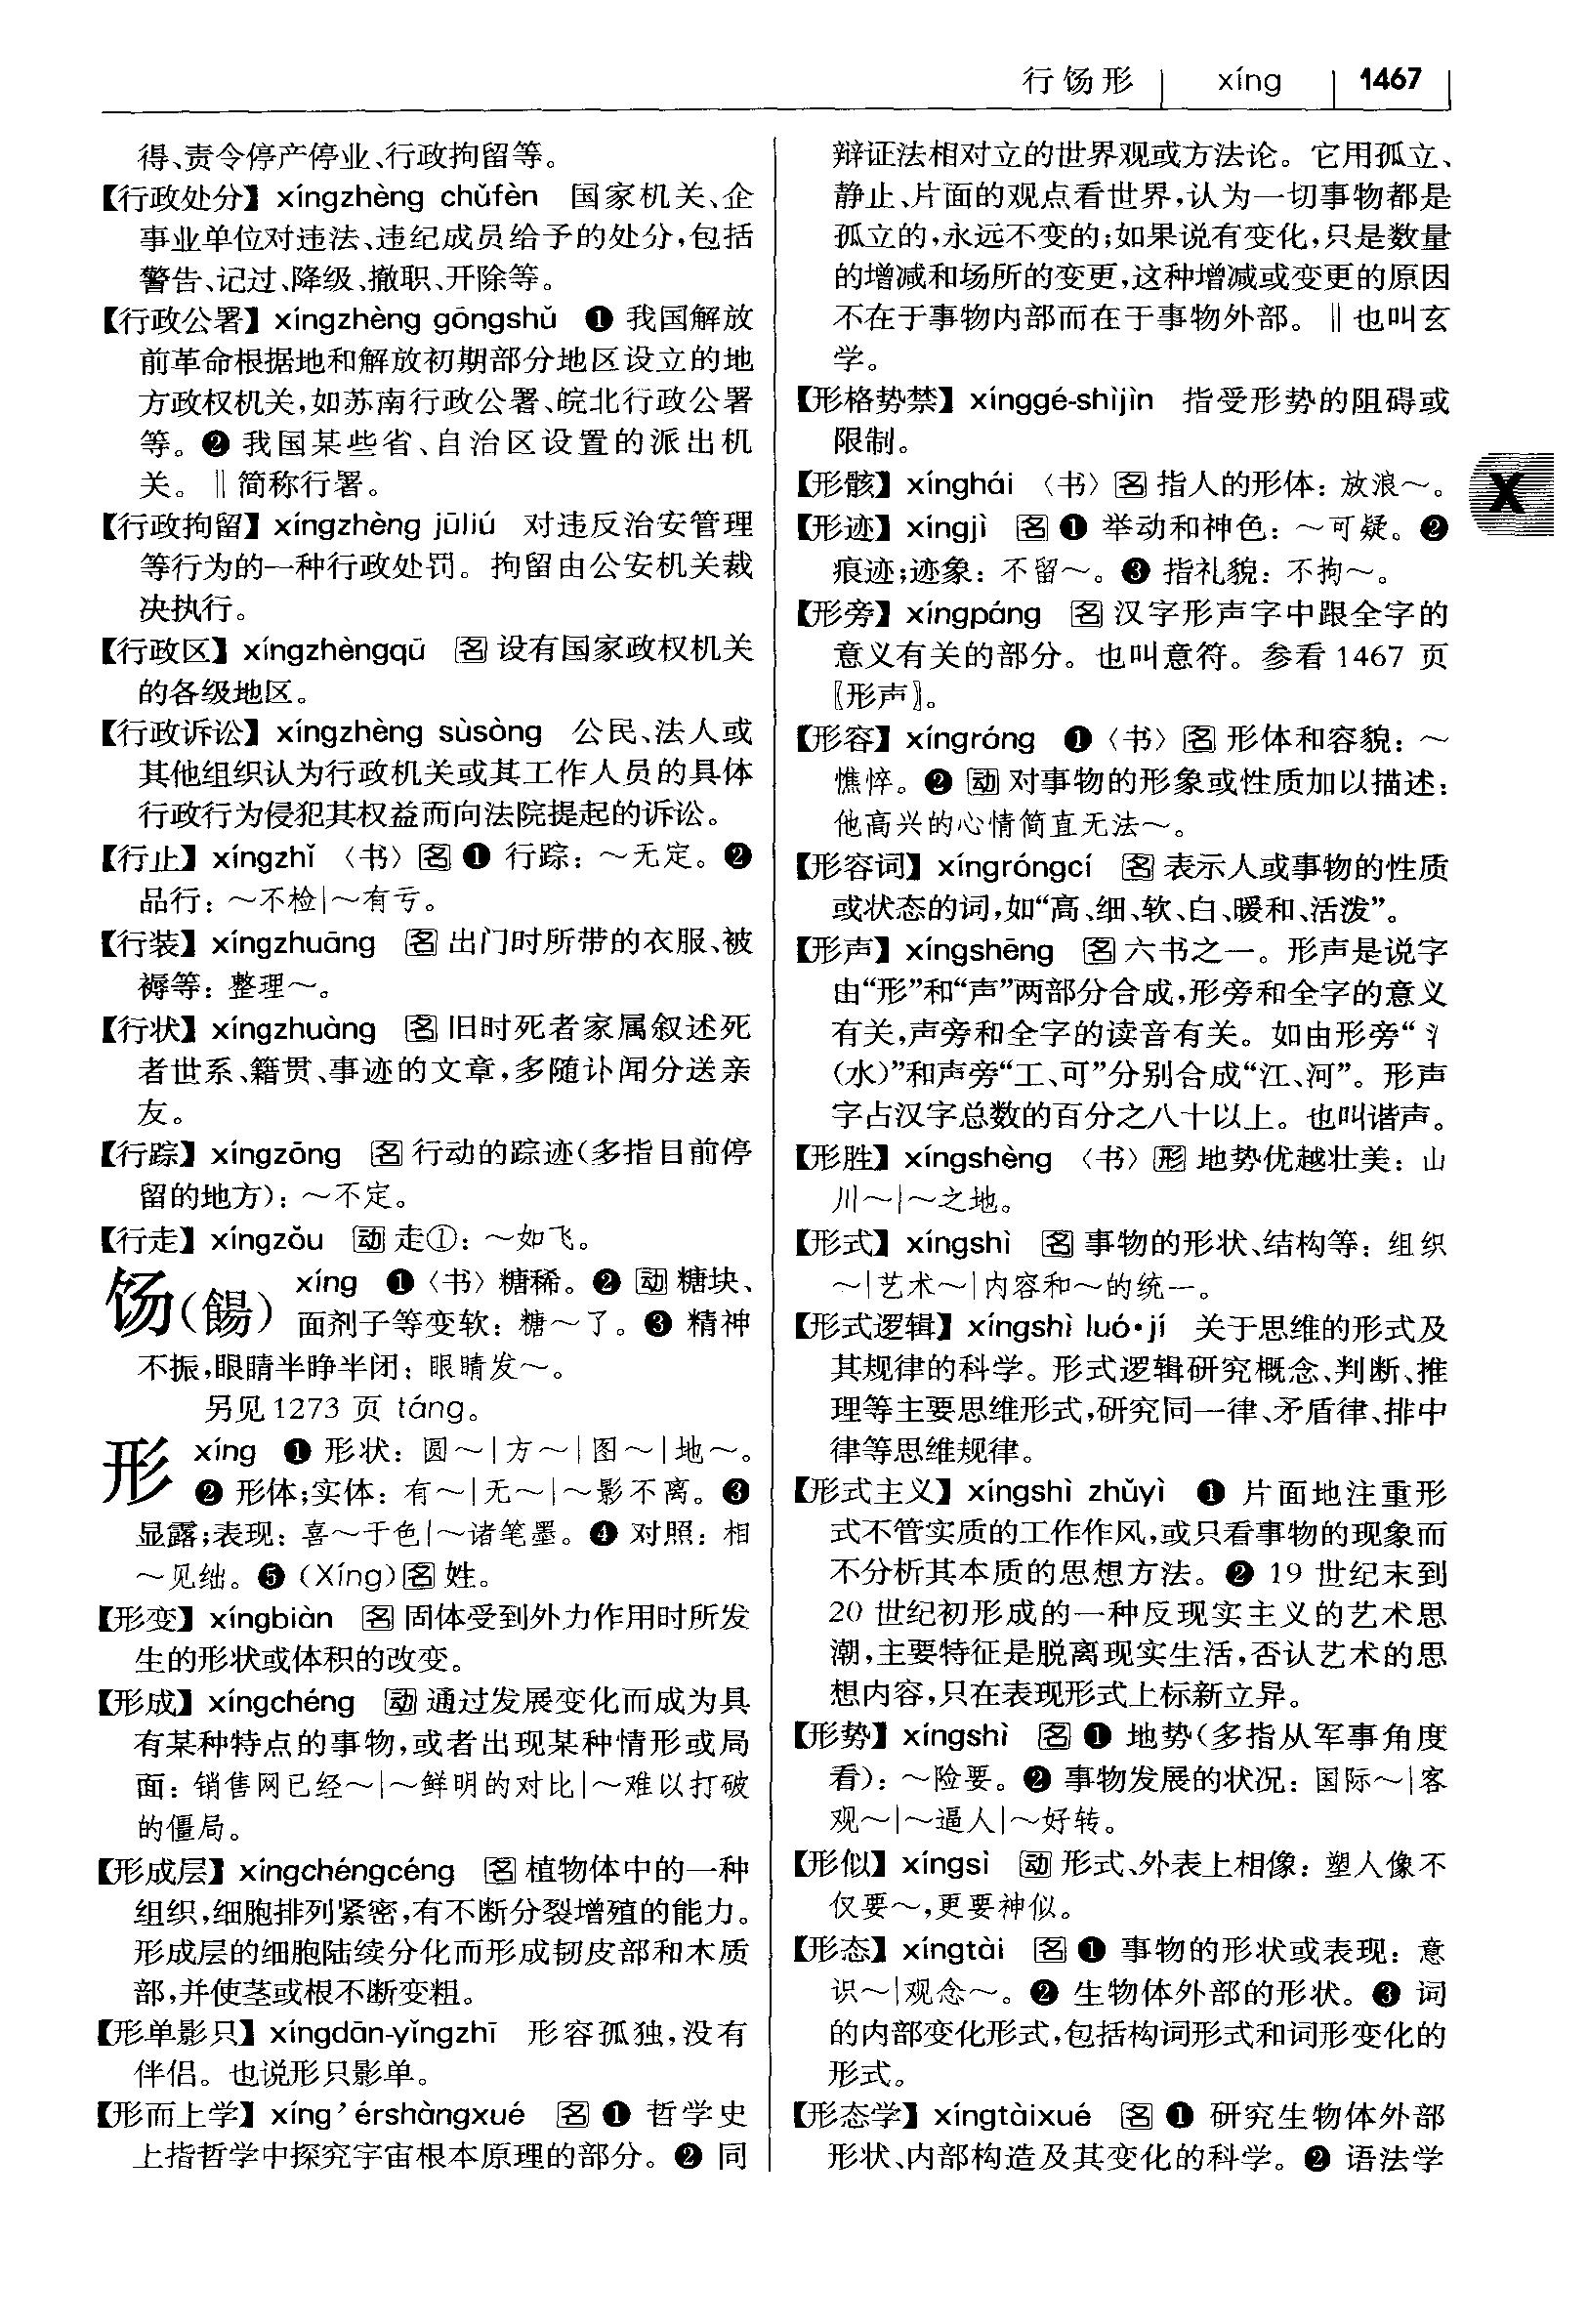 行饧形 xíng 1467
得、责令停产停业、行政拘留等。
【行政处分】xíngzhèng chǔfèn 国家机关、企
事业单位对违法、违纪成员给予的处分,包括
警告、记过、降级、撤职、开除等。
【行政公署】xíngzhèng gōngshǔ ❶ 我国解放
前革命根据地和解放初期部分地区设立的地
方政权机关,如苏南行政公署、皖北行政公署
等。❷ 我国某些省、自治区设置的派出机
关。‖简称行署。
【行政拘留】xíngzhèng jūliú 对违反治安管理
等行为的一种行政处罚。拘留由公安机关裁
决执行。
【行政区】xíngzhèngqū 名 设有国家政权机关
的各级地区。
【行政诉讼】xíngzhèng sùsòng 公民、法人或
其他组织认为行政机关或其工作人员的具体
行政行为侵犯其权益而向法院提起的诉讼。
【行止】xíngzhǐ 〈书〉名 ❶ 行踪：～无定。❷
品行：～不检|～有亏。
【行装】xíngzhuāng 名 出门时所带的衣服、被
褥等：整理～。
【行状】xíngzhuàng 名 旧时死者家属叙述死
者世系、籍贯、事迹的文章,多随讣闻分送亲
友。
【行踪】xíngzōng 名 行动的踪迹(多指目前停
留的地方)：～不定。
【行走】xíngzǒu 动 走①：～如飞。
饧(餳) xíng ❶〈书〉糖稀。❷ 动 糖块、
面剂子等变软：糖～了。❸ 精神
不振,眼睛半睁半闭：眼睛发～。
另见1273 页 táng。
形 xíng ❶ 形状：圆～|方～|图～|地～。
❷ 形体;实体：有～|无～|～影不离。❸
显露;表现：喜～于色|～诸笔墨。❹ 对照：相
～见绌。❺ (Xíng)名 姓。
【形变】xíngbiàn 名 固体受到外力作用时所发
生的形状或体积的改变。
【形成】xíngchéng 动 通过发展变化而成为具
有某种特点的事物,或者出现某种情形或局
面：销售网已经～|～鲜明的对比|～难以打破
的僵局。
【形成层】xíngchéngcéng 名 植物体中的一种
组织,细胞排列紧密,有不断分裂增殖的能力。
形成层的细胞陆续分化而形成韧皮部和木质
部,并使茎或根不断变粗。
【形单影只】xíngdān-yǐngzhī 形容孤独,没有
伴侣。也说形只影单。
【形而上学】xíng’érshàngxué 名 ❶ 哲学史
上指哲学中探究宇宙根本原理的部分。❷ 同
辩证法相对立的世界观或方法论。它用孤立、
静止、片面的观点看世界,认为一切事物都是
孤立的,永远不变的;如果说有变化,只是数量
的增减和场所的变更,这种增减或变更的原因
不在于事物内部而在于事物外部。‖也叫玄
学。
【形格势禁】xínggé-shìjìn 指受形势的阻碍或
限制。
【形骸】xínghái 〈书〉名 指人的形体：放浪～。
【形迹】xíngjì 名 ❶ 举动和神色：～可疑。❷
痕迹;迹象：不留～。❸ 指礼貌：不拘～。
【形旁】xíngpáng 名 汉字形声字中跟全字的
意义有关的部分。也叫意符。参看1467 页
〖形声〗。
【形容】xíngróng ❶〈书〉名 形体和容貌：～
憔悴。❷ 动 对事物的形象或性质加以描述：
他高兴的心情简直无法～。
【形容词】xíngróngcí 名 表示人或事物的性质
或状态的词,如“高、细、软、白、暖和、活泼”。
【形声】xíngshēng 名 六书之一。形声是说字
由“形”和“声”两部分合成,形旁和全字的意义
有关,声旁和全字的读音有关。如由形旁“氵
(水)”和声旁“工、可”分别合成“江、河”。形声
字占汉字总数的百分之八十以上。也叫谐声。
【形胜】xíngshèng 〈书〉形 地势优越壮美：山
川～|～之地。
【形式】xíngshì 名 事物的形状、结构等：组织
～|艺术～|内容和～的统一。
【形式逻辑】xíngshì luó•jí 关于思维的形式及
其规律的科学。形式逻辑研究概念、判断、推
理等主要思维形式,研究同一律、矛盾律、排中
律等思维规律。
【形式主义】xíngshì zhǔyì ❶ 片面地注重形
式不管实质的工作作风,或只看事物的现象而
不分析其本质的思想方法。❷ 19 世纪末到
20 世纪初形成的一种反现实主义的艺术思
潮,主要特征是脱离现实生活,否认艺术的思
想内容,只在表现形式上标新立异。
【形势】xíngshì 名 ❶ 地势(多指从军事角度
看)：～险要。❷ 事物发展的状况：国际～|客
观～|～逼人|～好转。
【形似】xíngsì 动 形式、外表上相像：塑人像不
仅要～,更要神似。
【形态】xíngtài 名 ❶ 事物的形状或表现：意
识～|观念～。❷ 生物体外部的形状。❸ 词
的内部变化形式,包括构词形式和词形变化的
形式。
【形态学】xíngtàixué 名 ❶ 研究生物体外部
形状、内部构造及其变化的科学。❷ 语法学
X